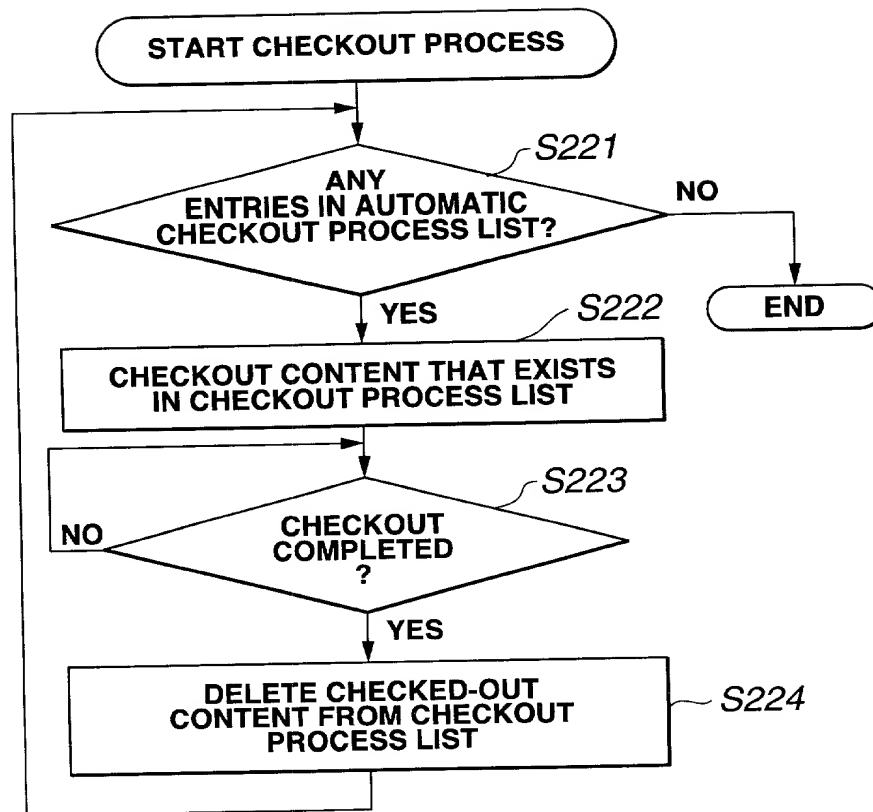 START CHECKOUT PROCESS
S221
ANY
ENTRIES IN AUTOMATIC
CHECKOUT PROCESS LIST?
NO
END
YES
S222
CHECKOUT CONTENT THAT EXISTS
IN CHECKOUT PROCESS LIST
S223
NO
CHECKOUT
COMPLETED
?
YES
DELETE CHECKED-OUT
CONTENT FROM CHECKOUT
PROCESS LIST
S224